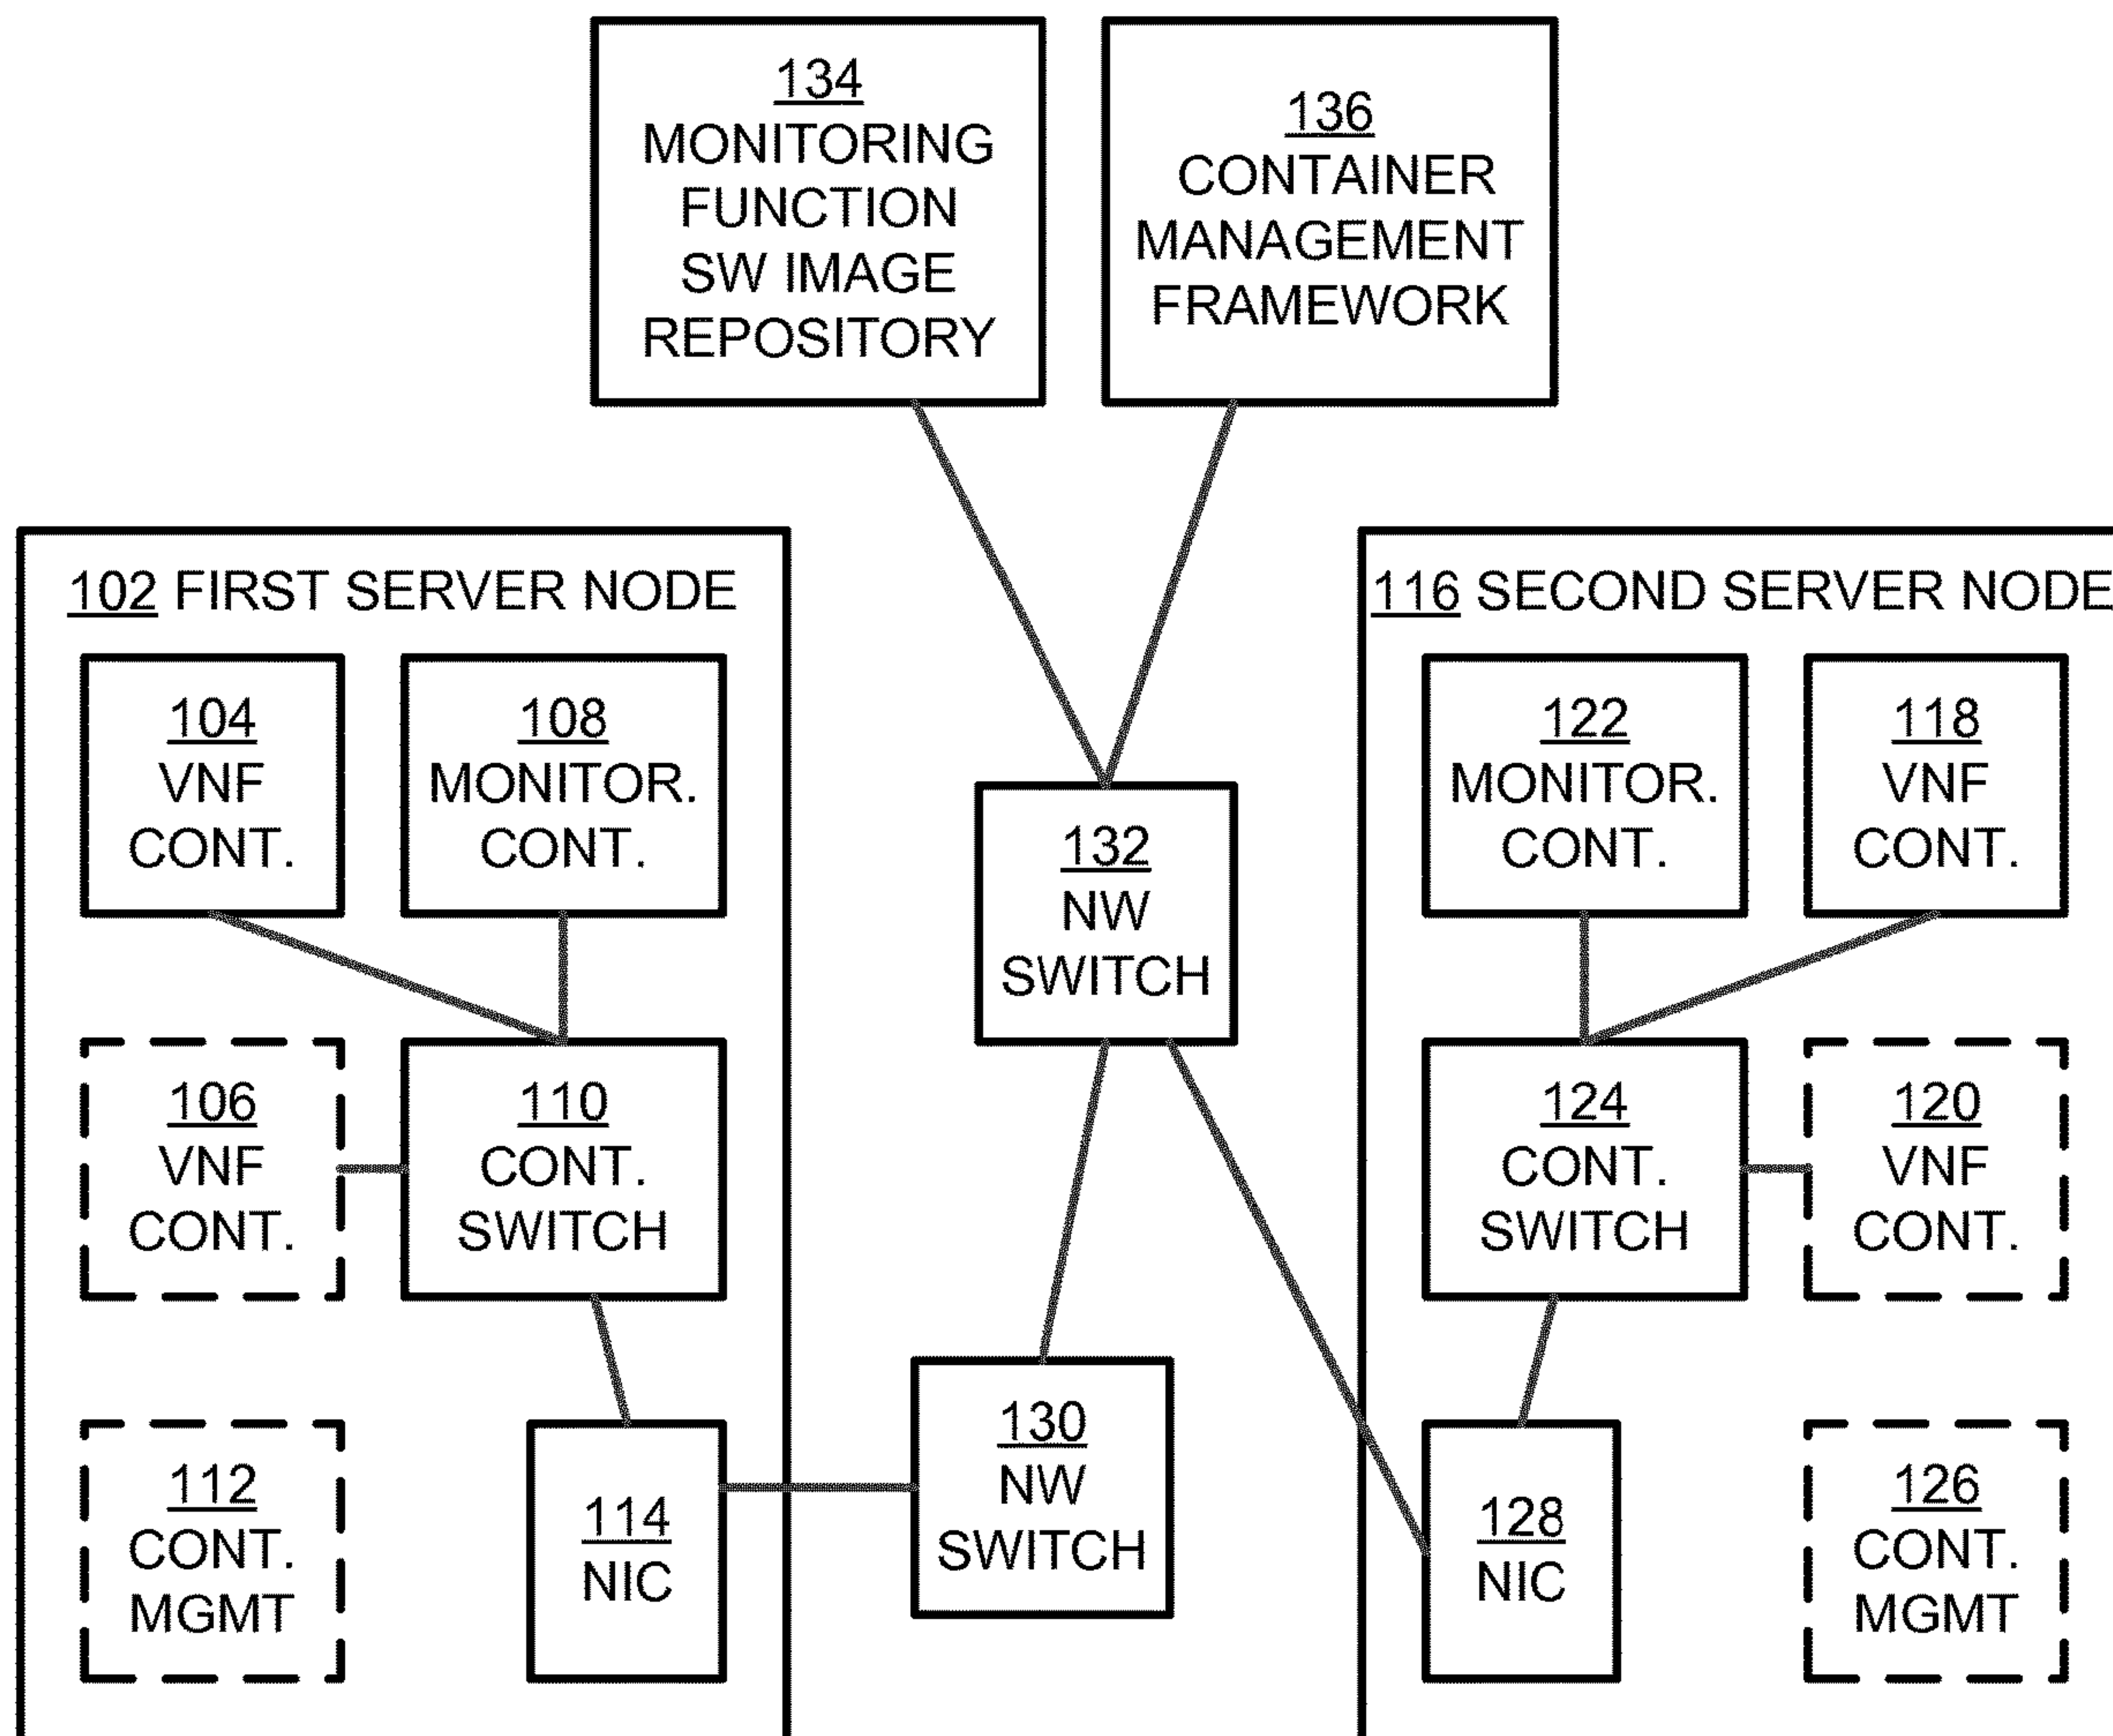 134
MONITORING
FUNCTION
SW IMAGE
REPOSITORY
136
CONTAINER
MANAGEMENT
FRAMEWORK
102 FIRST SERVER NODE
104
VNF
CONT.
108
MONITOR.
CONT.
106
VNF
CONT.
110
CONT.
SWITCH
112
CONT.
MGMT
114
NIC
132
NW
SWITCH
130
NW
SWITCH
116 SECOND SERVER NODE
122
MONITOR.
CONT.
118
VNF
CONT.
124
CONT.
SWITCH
120
VNF
CONT.
128
NIC
126
CONT.
MGMT